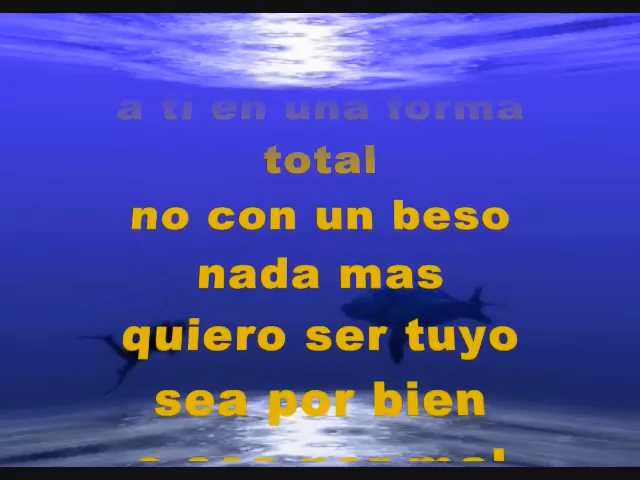 a ti en una forma
total
no con un beso
nada mas
quiero ser tuyo
sea por bien
o sea por mal